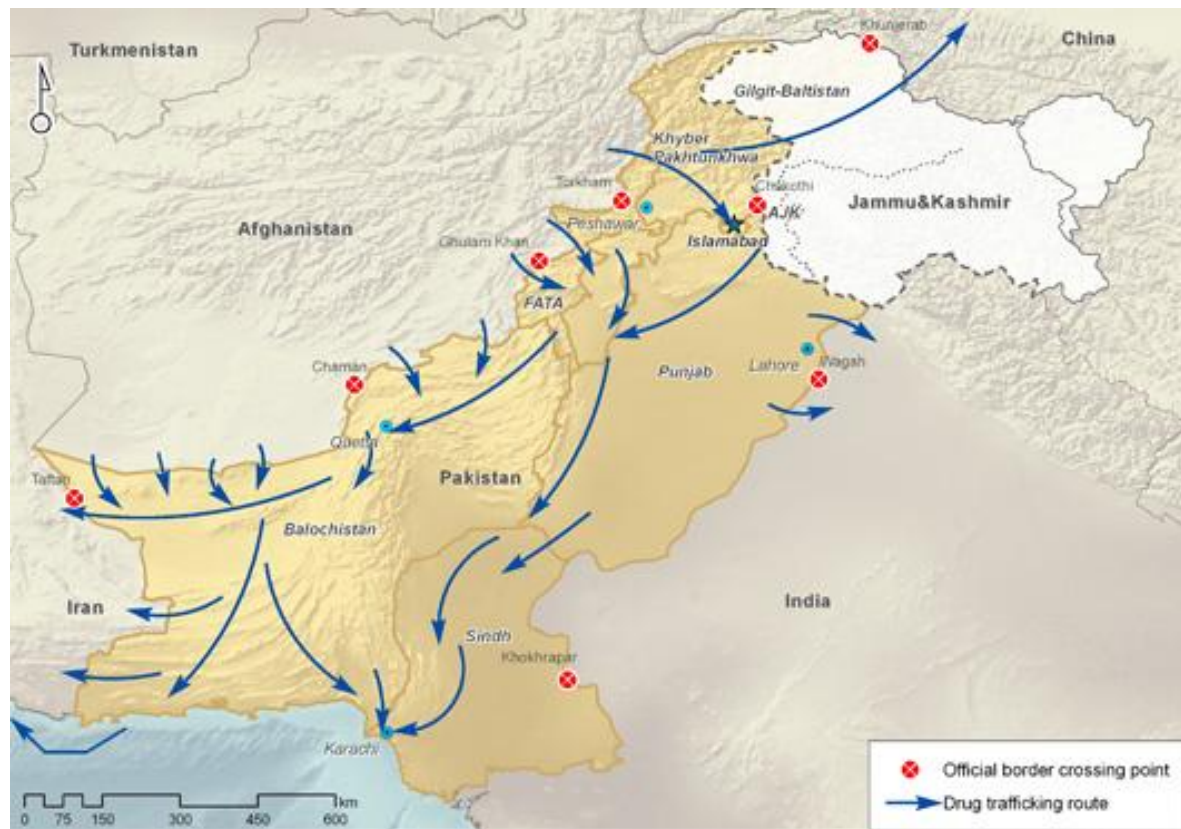 Turkmenistan
Khunjerab
China
Gilgit-Baltistan
Khyber
Pakhtunkhwa
Torkham
Chakothi
Peshawar
AJK
Jammu&Kashmir
Afghanistan
Islamabad
Ghulam Khan
FATA
Chaman
Punjab
Lahore
Wagah
Quetta
Taftan
Pakistan
Balochistan
Iran
India
Sindh
Khokhrapar
Karachi
Official border crossing point
Drug trafficking route
km
0 75 150 300 450 600